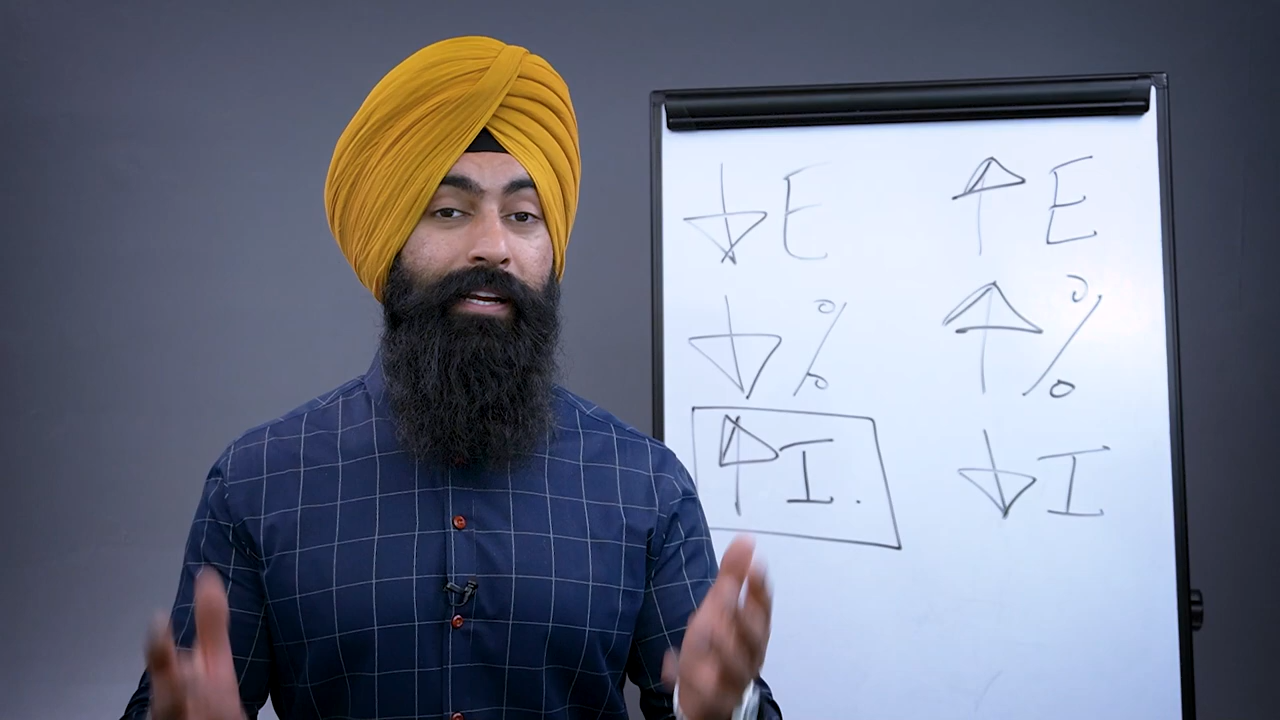 ↓ E ↑ E
↓ % ↑ %
↑ I. ↓ I